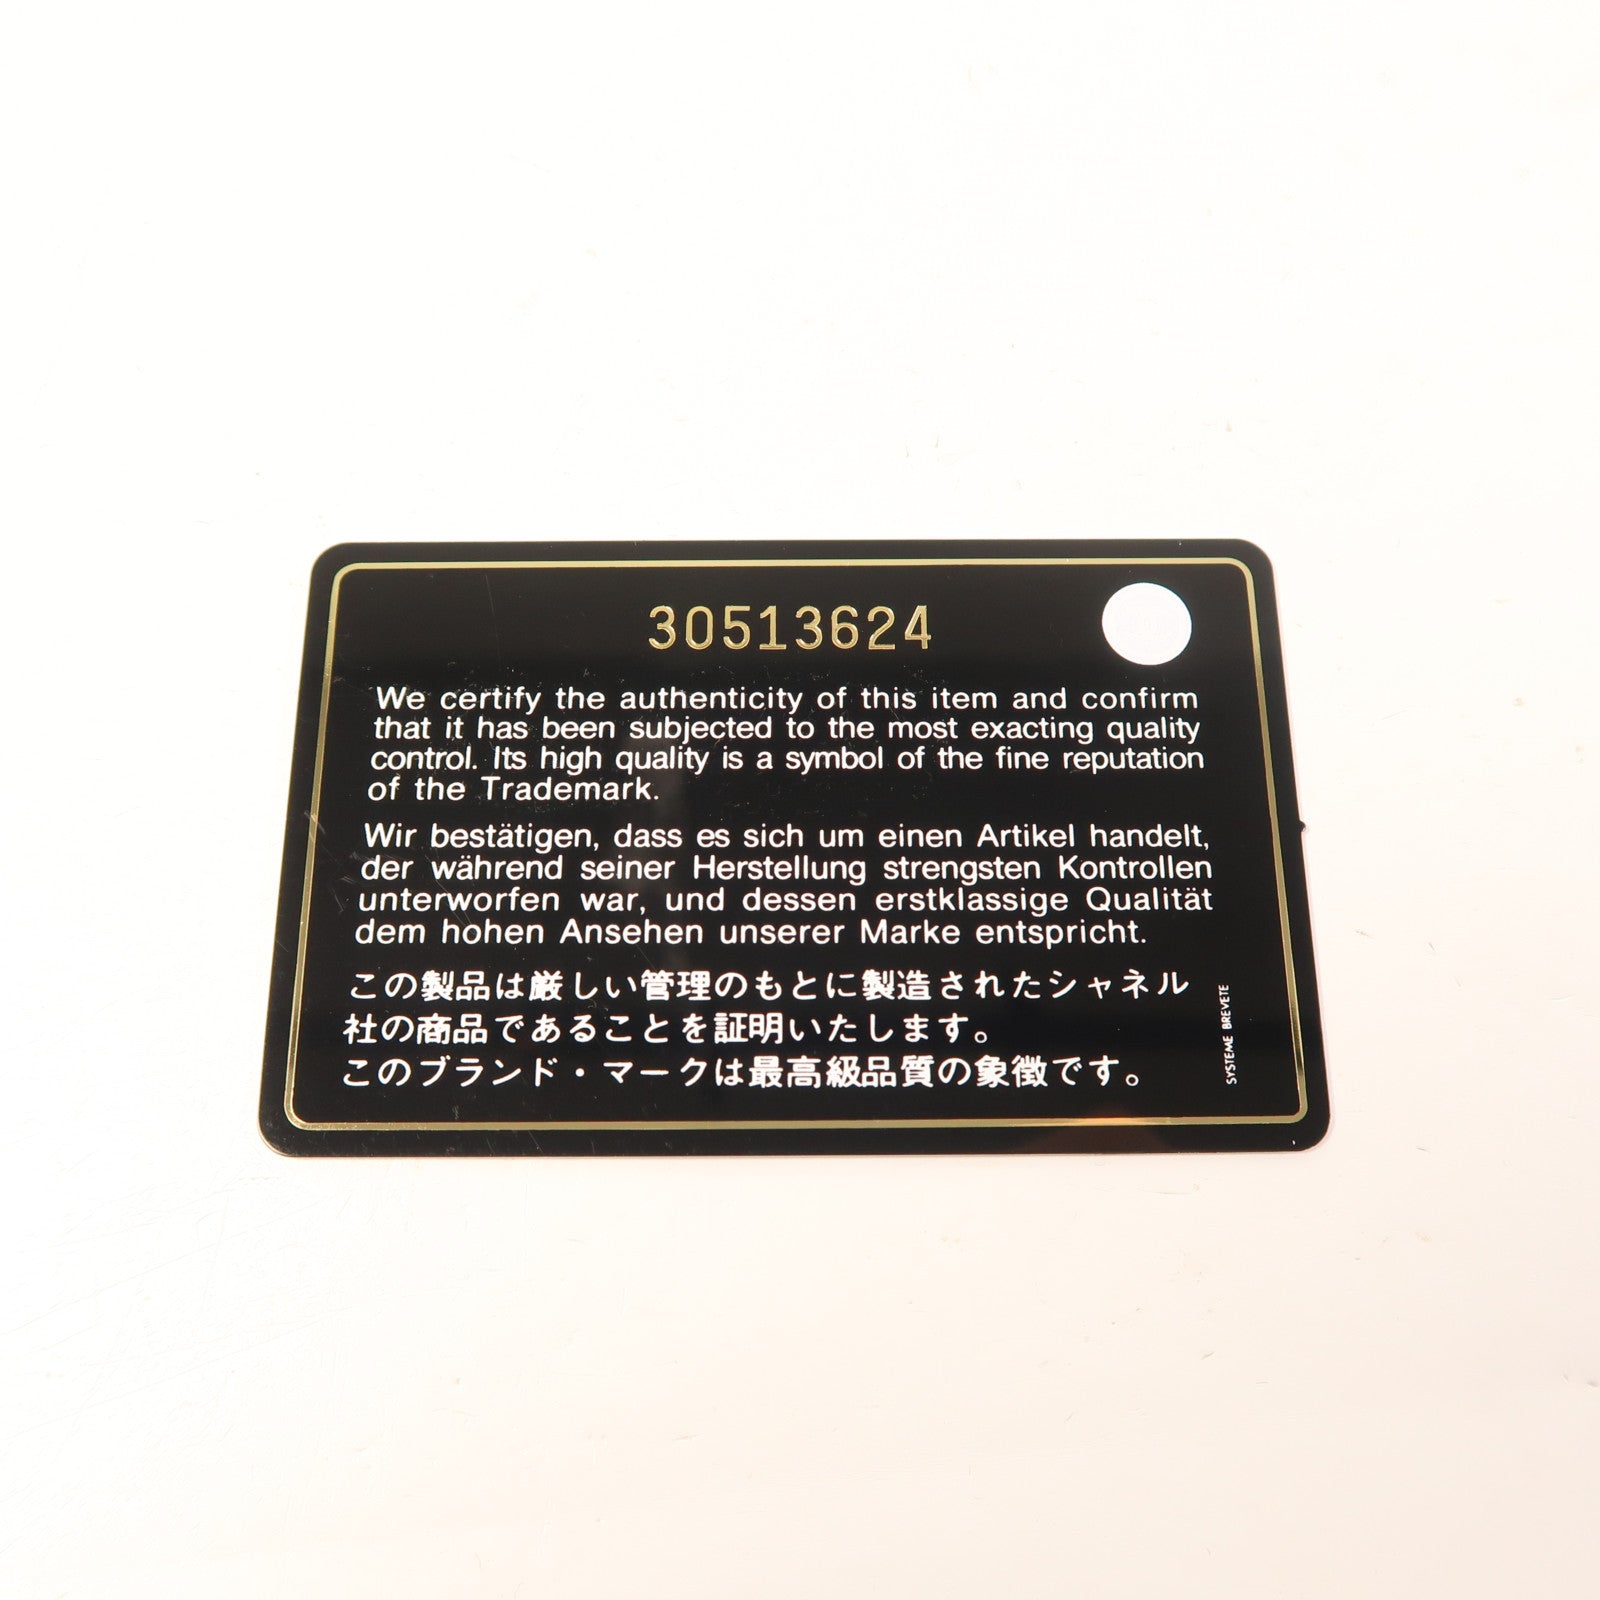 30513624
We certify the authenticity of this item and confirm
that it has been subjected to the most exacting quality
control. Its high quality is a symbol of the fine reputation
of the Trademark.
Wir bestätigen, dass es sich um einen Artikel handelt,
der während seiner Herstellung strengsten Kontrollen
unterworfen war, und dessen erstklassige Qualität
dem hohen Ansehen unserer Marke entspricht.
この製品は厳しい管理のもとに製造されたシャネル
社の商品であることを証明いたします。
このブランド・マークは最高級品質の象徴です。
SYSTEME BREVETE